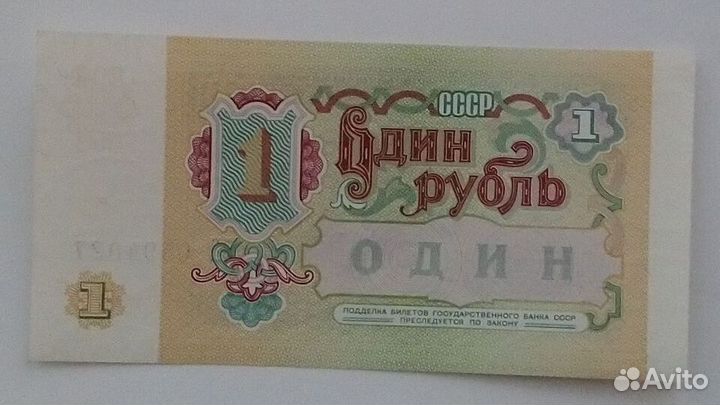 СССР
1
Один
1
рубль
ОДИН
1
ПОДДЕЛКА БИЛЕТОВ ГОСУДАРСТВЕННОГО БАНКА СССР
ПРЕСЛЕДУЕТСЯ ПО ЗАКОНУ
Avito